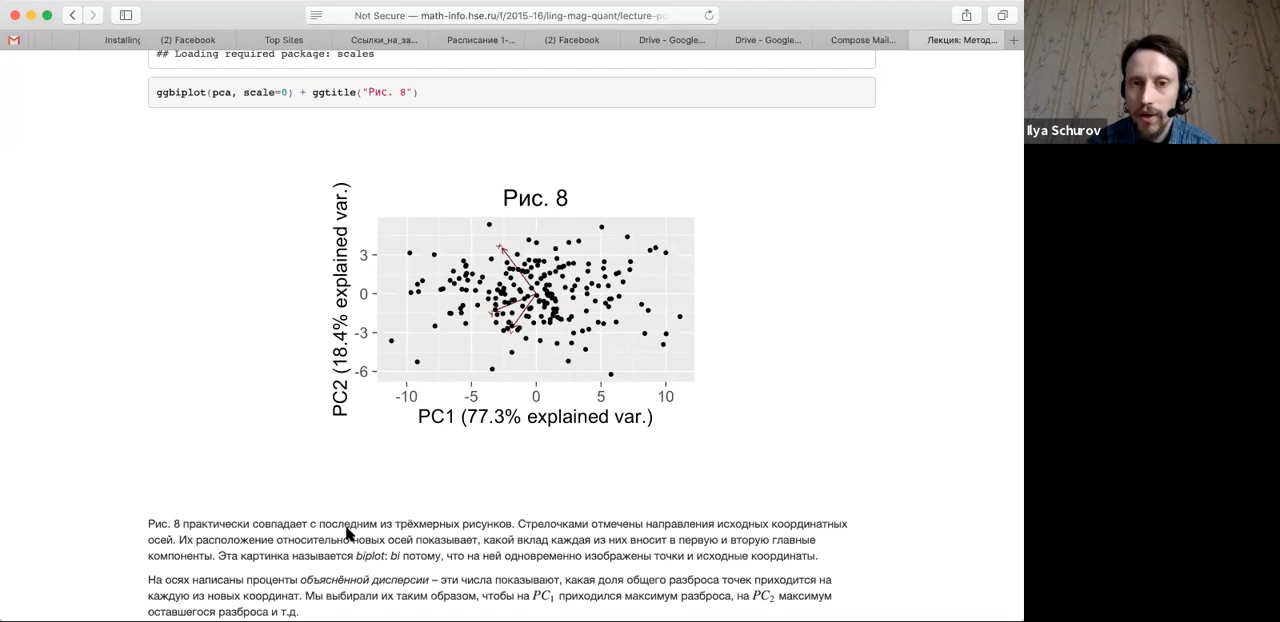 Not Secure — math-info.hse.ru/f/2015-16/ling-mag-quant/lecture-pc
Installing (2) Facebook Top Sites Ссылки_на_за... Расписание 1-... (2) Facebook Drive - Google... Drive - Google... Compose Mail... Лекция: Метод...
## Loading required package: scales
ggbiplot(pca, scale=0) + ggtitle("Рис. 8")
Ilya Schurov
Рис. 8
PC2 (18.4% explained var.)
3
0
-3
-6
-10 -5 0 5 10
PC1 (77.3% explained var.)
Рис. 8 практически совпадает с последним из трёхмерных рисунков. Стрелочками отмечены направления исходных координатных
осей. Их расположение относительно новых осей показывает, какой вклад каждая из них вносит в первую и вторую главные
компоненты. Эта картинка называется biplot: bi потому, что на ней одновременно изображены точки и исходные координаты.
На осях написаны проценты объяснённой дисперсии – эти числа показывают, какая доля общего разброса точек приходится на
каждую из новых координат. Мы выбирали их таким образом, чтобы на PC1 приходился максимум разброса, на PC2 максимум
оставшегося разброса и т.д.